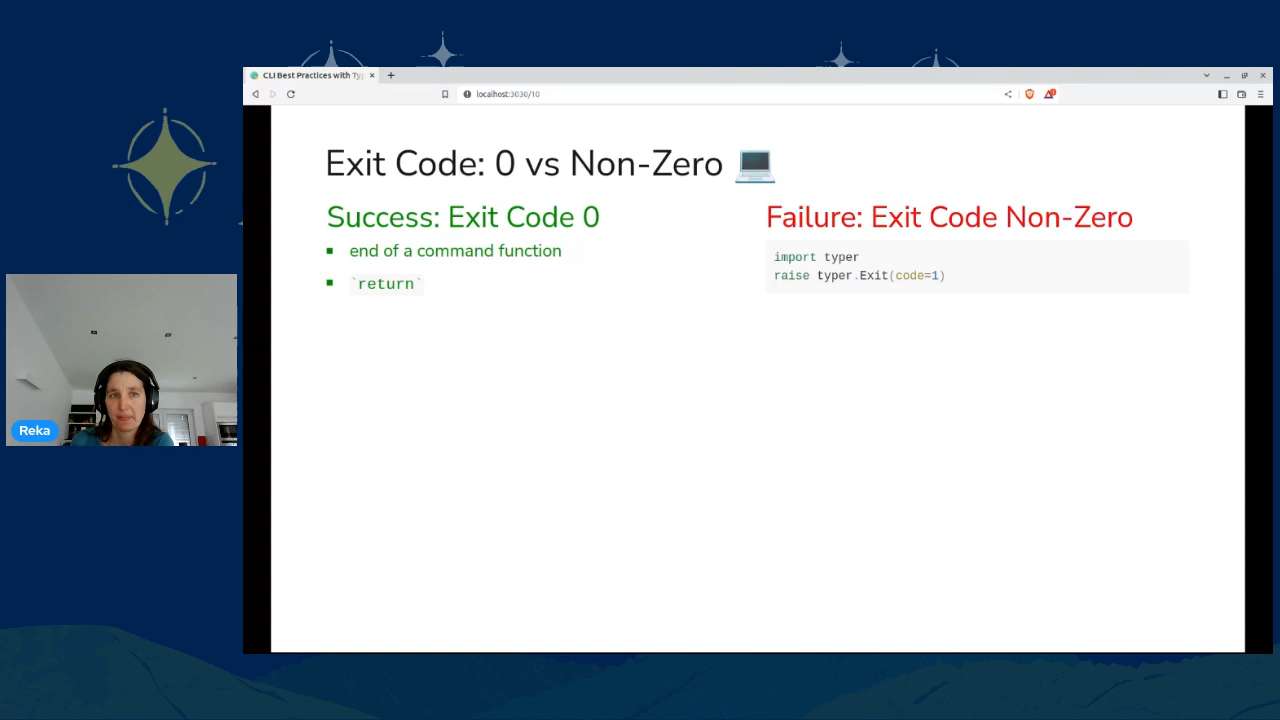 CLI Best Practices with Typ
localhost:3030/10
Exit Code: 0 vs Non-Zero
Success: Exit Code 0
end of a command function
`return`
Failure: Exit Code Non-Zero
import typer
raise typer.Exit(code=1)
Reka